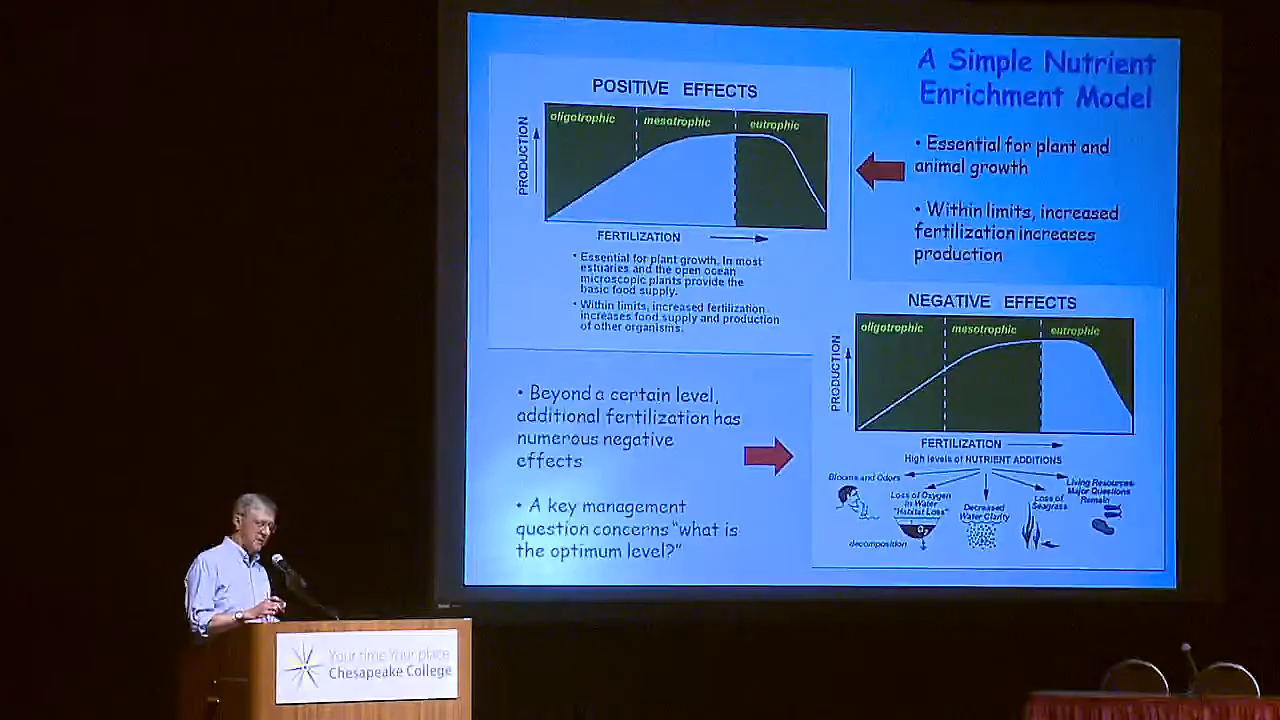 A Simple Nutrient
Enrichment Model
POSITIVE EFFECTS
oligotrophic
mesotrophic
eutrophic
PRODUCTION
FERTILIZATION
• Essential for plant growth. In most
estuaries and the open ocean
microscopic plants provide the
basic food supply.
• Within limits, increased fertilization
increases food supply and production
of other organisms.
• Essential for plant and
animal growth
• Within limits, increased
fertilization increases
production
• Beyond a certain level,
additional fertilization has
numerous negative
effects
• A key management
question concerns "what is
the optimum level?"
NEGATIVE EFFECTS
oligotrophic
mesotrophic
eutrophic
PRODUCTION
FERTILIZATION
High levels of NUTRIENT ADDITIONS
Blooms and Odors
Loss of Oxygen
in Water
"Habitat Loss"
O2
decomposition
Decreased
Water Clarity
Loss of
Seagrass
Living Resources
Major Questions
Remain
Your time. Your place.
Chesapeake College